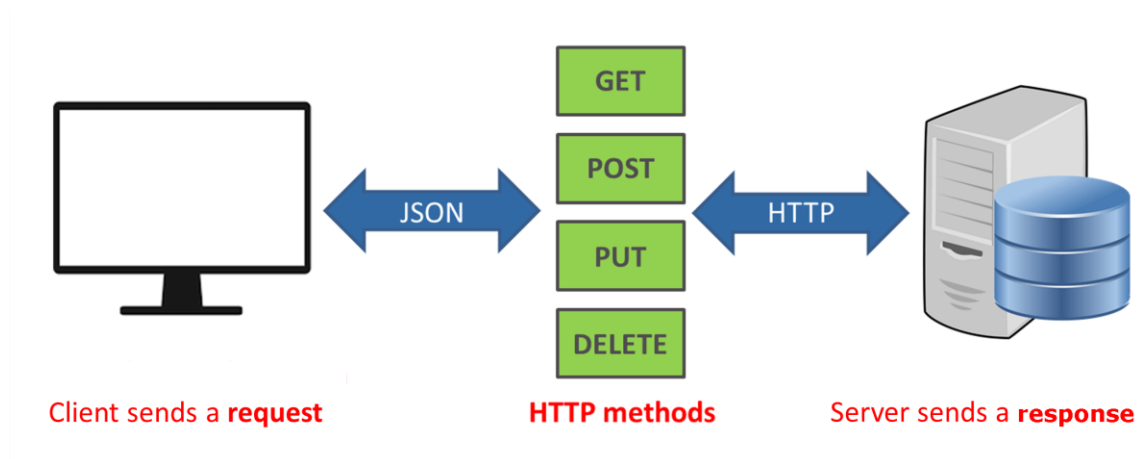 GET
POST
JSON
HTTP
PUT
DELETE
Client sends a request
HTTP methods
Server sends a response